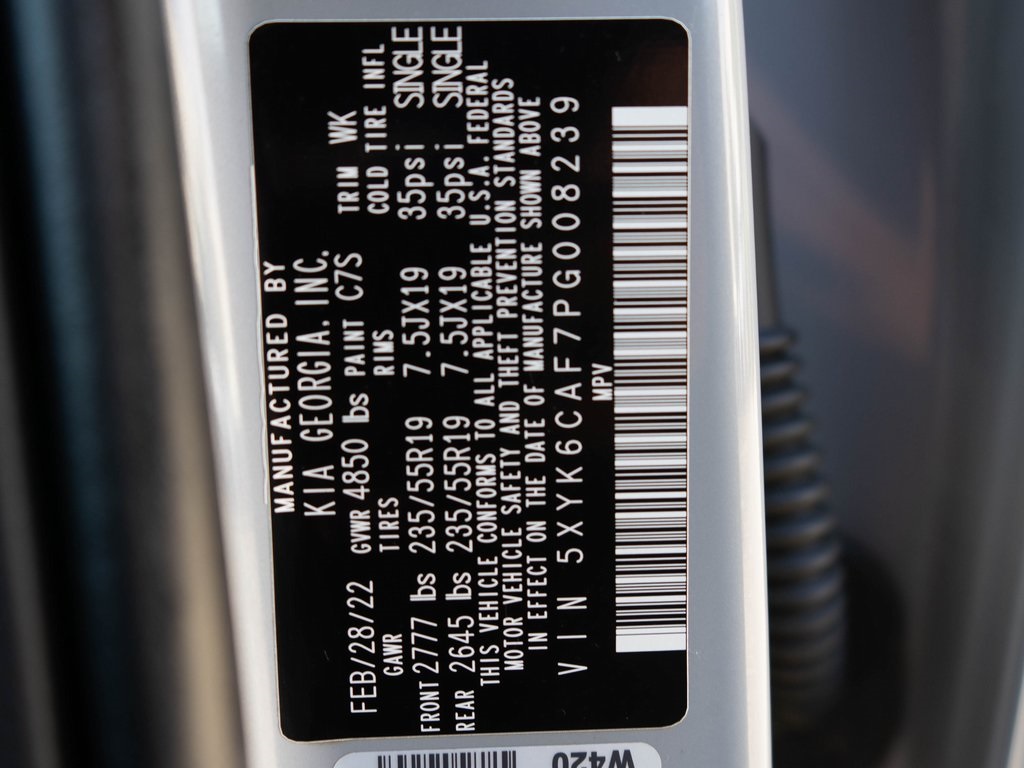 MANUFACTURED BY
KIA GEORGIA. INC.
FEB/28/22 GVWR 4850 lbs PAINT C7S TRIM WK
GAWR TIRES RIMS COLD TIRE INFL
FRONT 2777 lbs 235/55R19 7.5JX19 35psi SINGLE
REAR 2645 lbs 235/55R19 7.5JX19 35psi SINGLE
THIS VEHICLE CONFORMS TO ALL APPLICABLE U.S.A. FEDERAL
MOTOR VEHICLE SAFETY AND THEFT PREVENTION STANDARDS
IN EFFECT ON THE DATE OF MANUFACTURE SHOWN ABOVE
VIN 5XYK6CAF7PG008239
MPV
W420